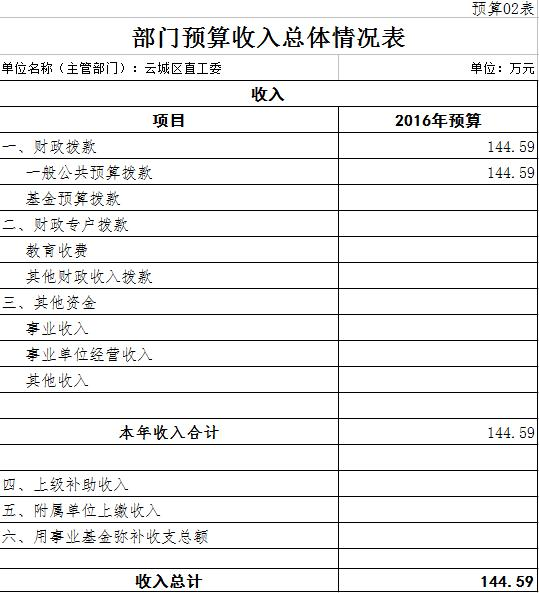 预算02表
部门预算收入总体情况表
单位名称（主管部门）：云城区直工委 单位：万元
收入
项目 2016年预算
一、财政拨款 144.59
一般公共预算拨款 144.59
基金预算拨款
二、财政专户拨款
教育收费
其他财政收入拨款
三、其他资金
事业收入
事业单位经营收入
其他收入
本年收入合计 144.59
四、上级补助收入
五、附属单位上缴收入
六、用事业基金弥补收支总额
收入总计 144.59